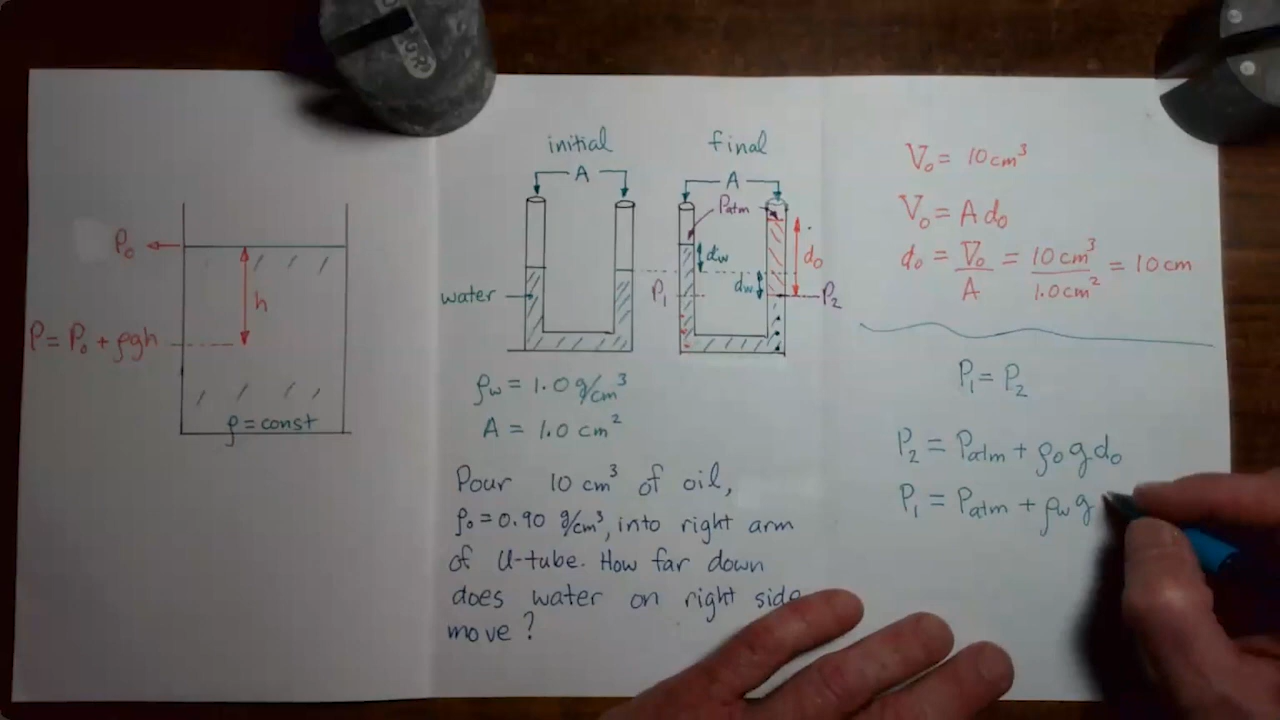 P₀
h
P = P₀ + ρgh
ρ = const
initial
A
water
final
A
Patm
dw
dw
d₀
P₁
P₂
ρw = 1.0 g/cm³
A = 1.0 cm²
Pour 10 cm³ of oil,
ρ₀ = 0.90 g/cm³, into right arm
of U-tube. How far down
does water on right side
move?
V₀ = 10 cm³
V₀ = A d₀
d₀ = V₀/A = 10 cm³/1.0 cm² = 10 cm
P₁ = P₂
P₂ = Patm + ρ₀ g d₀
P₁ = Patm + ρw g